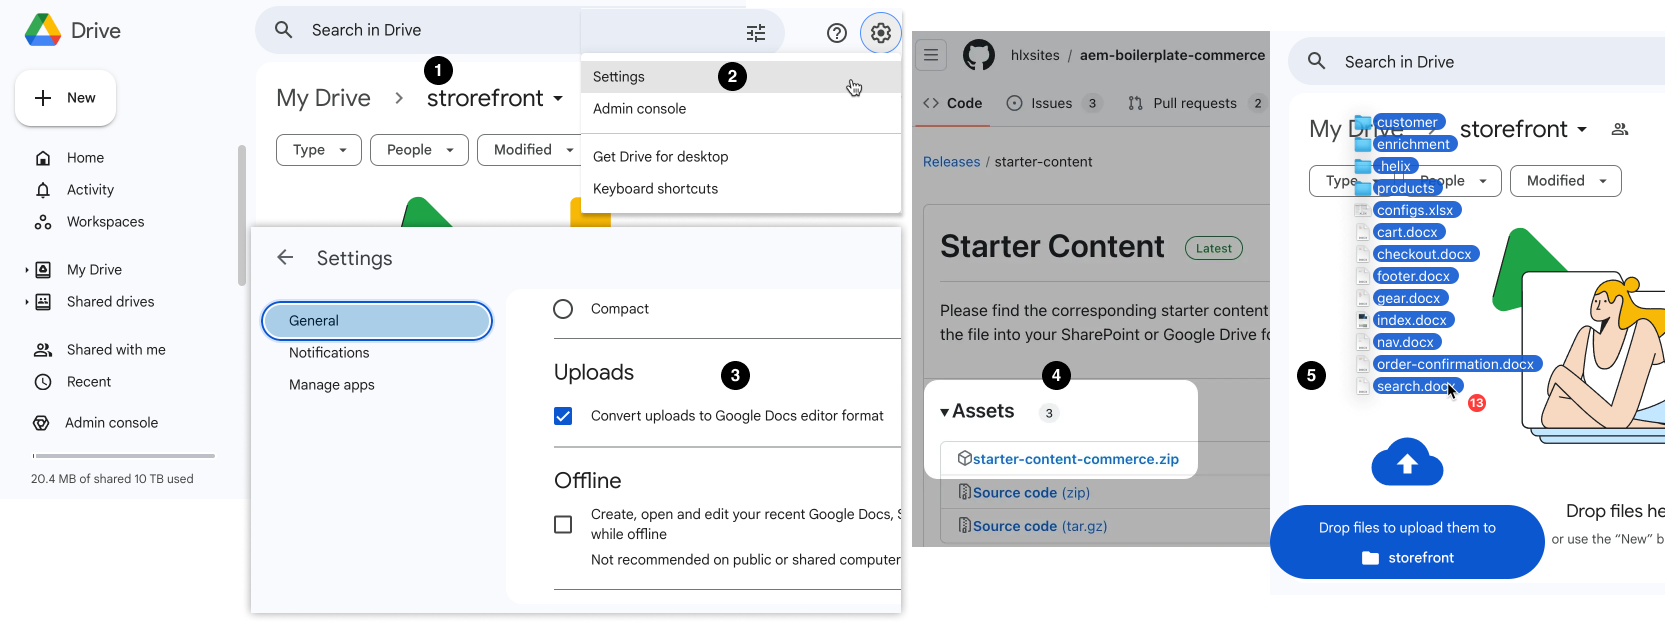 Drive
New
Home
Activity
Workspaces
My Drive
Shared drives
Shared with me
Recent
Admin console
20.4 MB of shared 10 TB used
Search in Drive
1
My Drive > strorefront
Type
People
Modified
Settings
2
Admin console
Get Drive for desktop
Keyboard shortcuts
Settings
General
Notifications
Manage apps
Compact
Uploads
3
Convert uploads to Google Docs editor format
Offline
Create, open and edit your recent Google Docs, S
while offline
Not recommended on public or shared computer
hlxsites / aem-boilerplate-commerce
Code
Issues 3
Pull requests 2
Releases / starter-content
Starter Content
Latest
Please find the corresponding starter content
the file into your SharePoint or Google Drive fo
4
Assets 3
starter-content-commerce.zip
Source code (zip)
Source code (tar.gz)
Search in Drive
My Drive > storefront
Type
People
Modified
customer
enrichment
.helix
products
configs.xlsx
cart.docx
checkout.docx
footer.docx
gear.docx
index.docx
nav.docx
order-confirmation.docx
search.docx
5
13
Drop files to upload them to
storefront
Drop files he
or use the “New” b